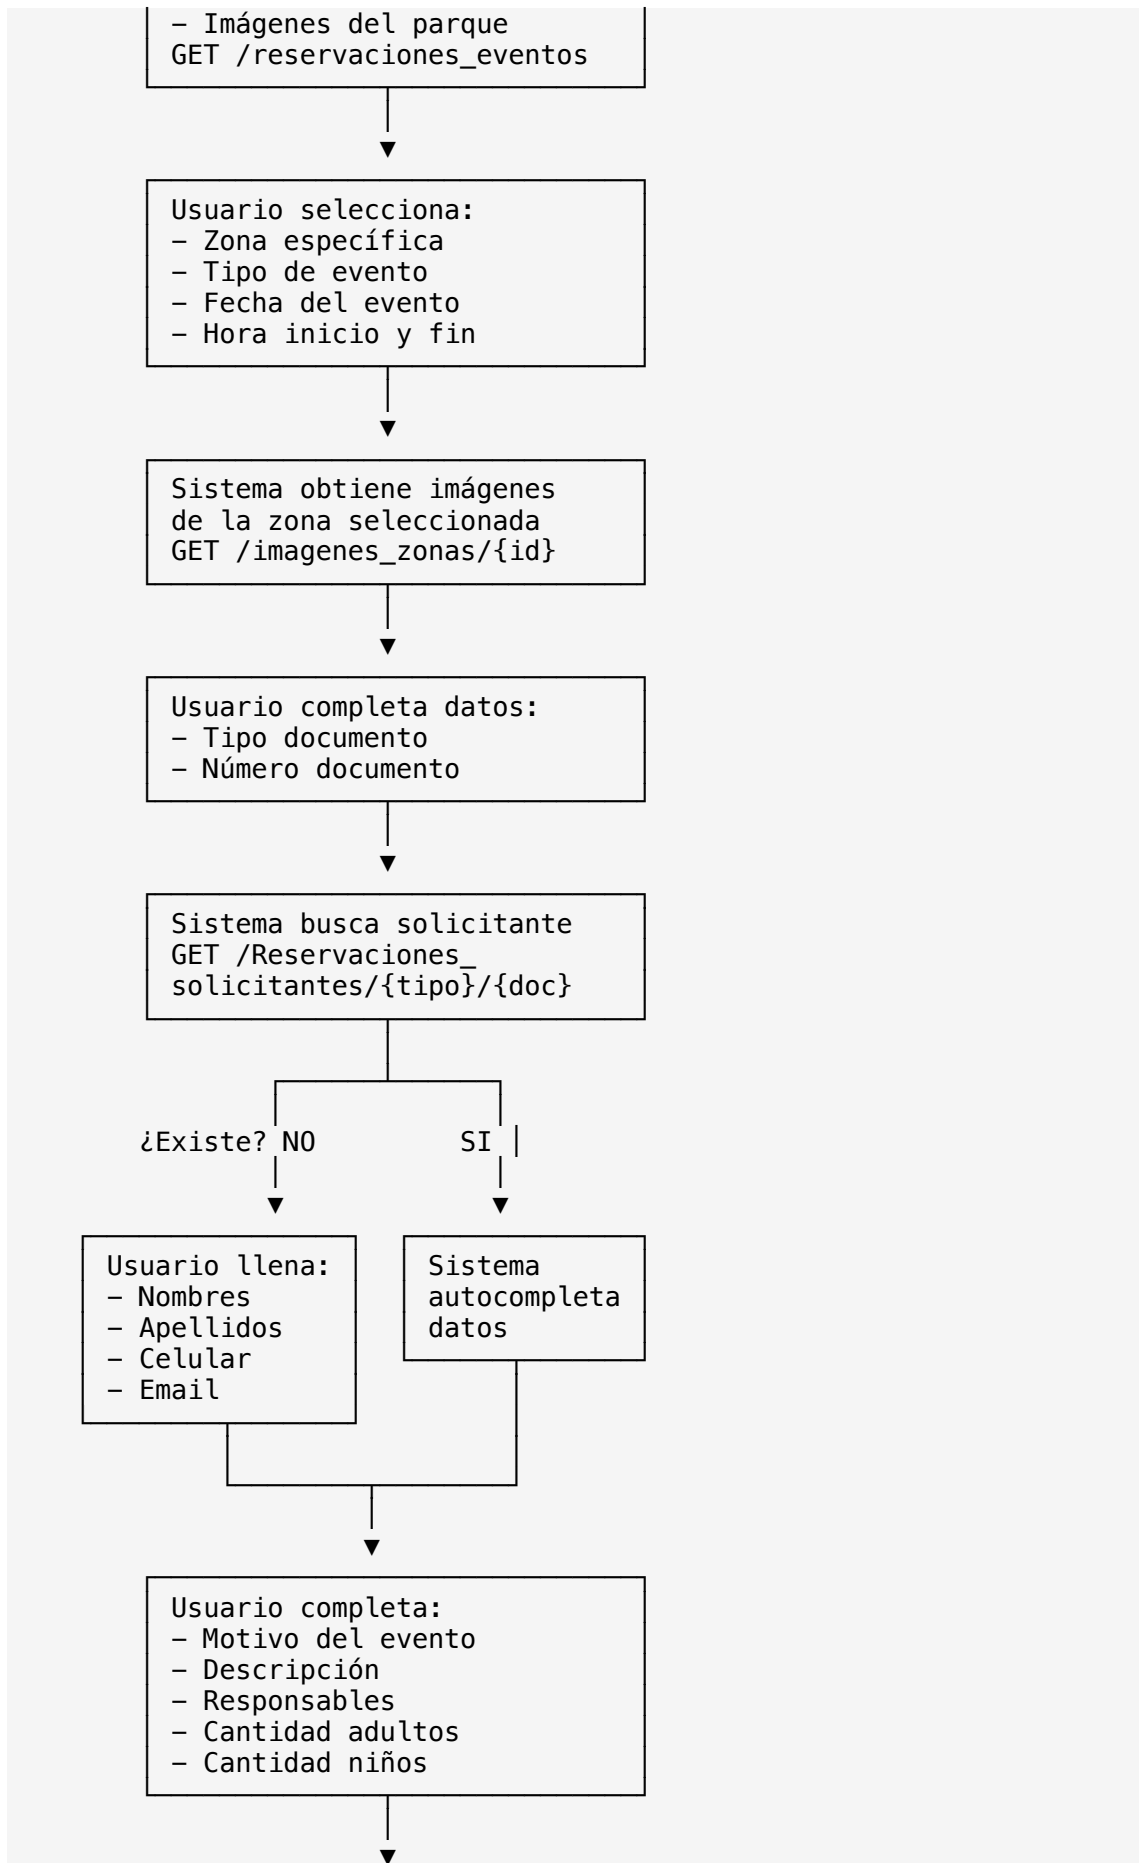 – Imágenes del parque
GET /reservaciones_eventos
Usuario selecciona:
– Zona específica
– Tipo de evento
– Fecha del evento
– Hora inicio y fin
Sistema obtiene imágenes
de la zona seleccionada
GET /imagenes_zonas/{id}
Usuario completa datos:
– Tipo documento
– Número documento
Sistema busca solicitante
GET /Reservaciones_
solicitantes/{tipo}/{doc}
¿Existe? NO SI
Usuario llena:
– Nombres
– Apellidos
– Celular
– Email
Sistema
autocompleta
datos
Usuario completa:
– Motivo del evento
– Descripción
– Responsables
– Cantidad adultos
– Cantidad niños